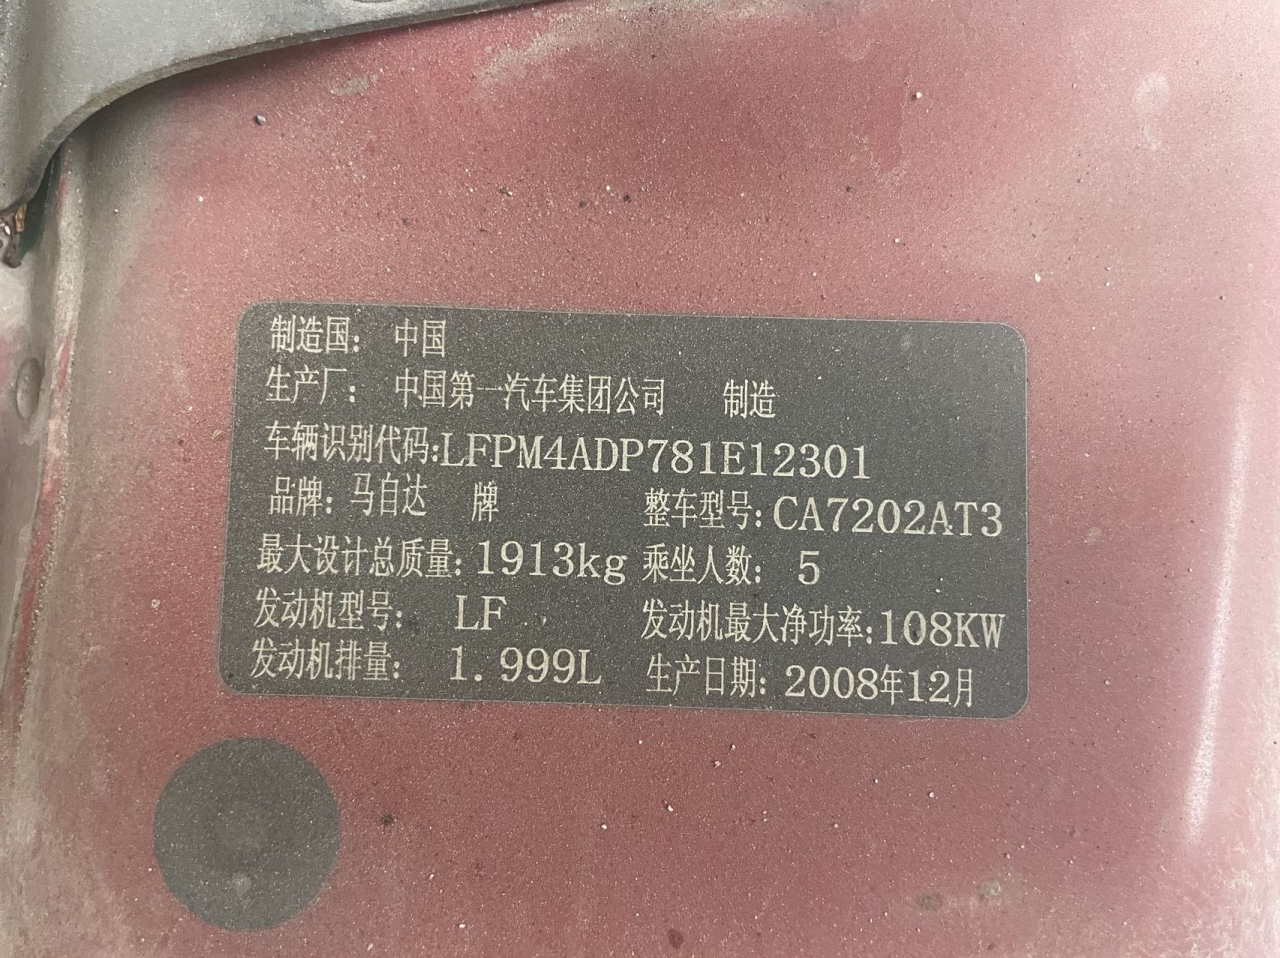 制造国： 中国
生产厂： 中国第一汽车集团公司 制造
车辆识别代码:LFPM4ADP781E12301
品牌: 马自达 牌 整车型号: CA7202AT3
最大设计总质量: 1913kg 乘坐人数: 5
发动机型号: LF 发动机最大净功率: 108KW
发动机排量: 1.999L 生产日期: 2008年12月